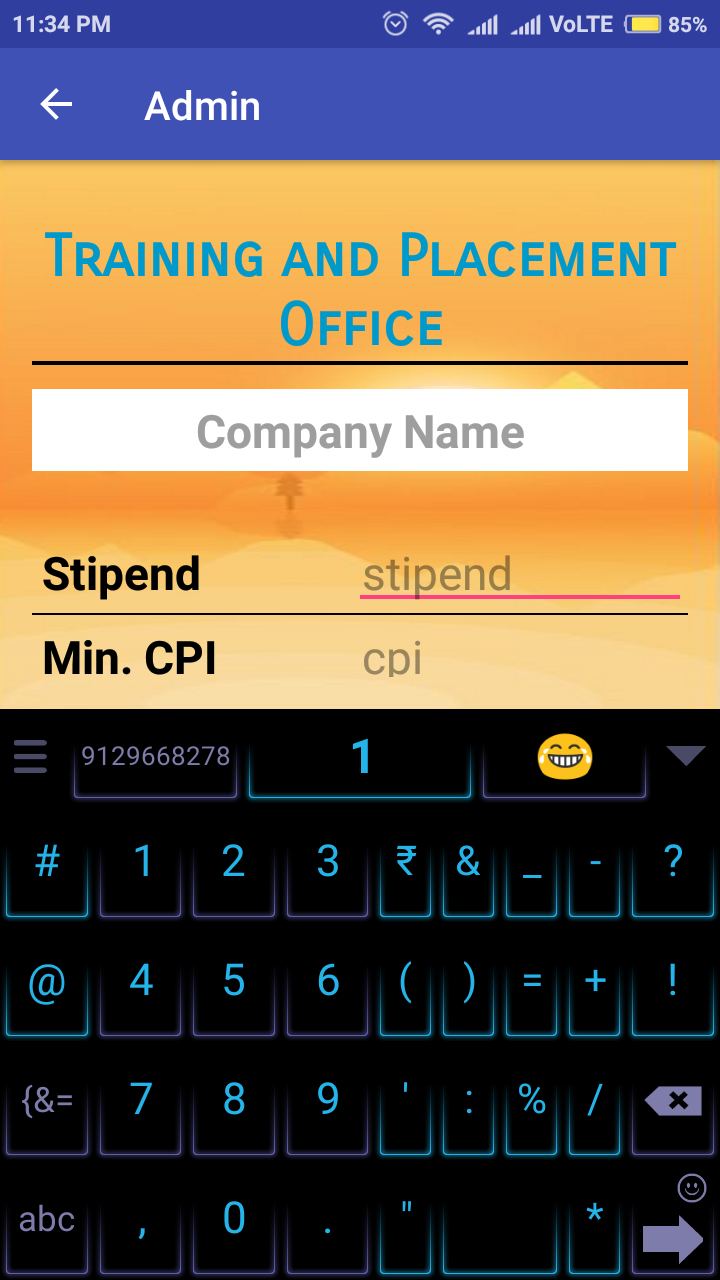 11:34 PM VoLTE 85%
Admin
Training and Placement
Office
Company Name
Stipend stipend
Min. CPI cpi
9129668278 1 😂
# 1 2 3 ₹ & _ - ?
@ 4 5 6 ( ) = + !
{&= 7 8 9 ' : % /
abc , 0 . " *